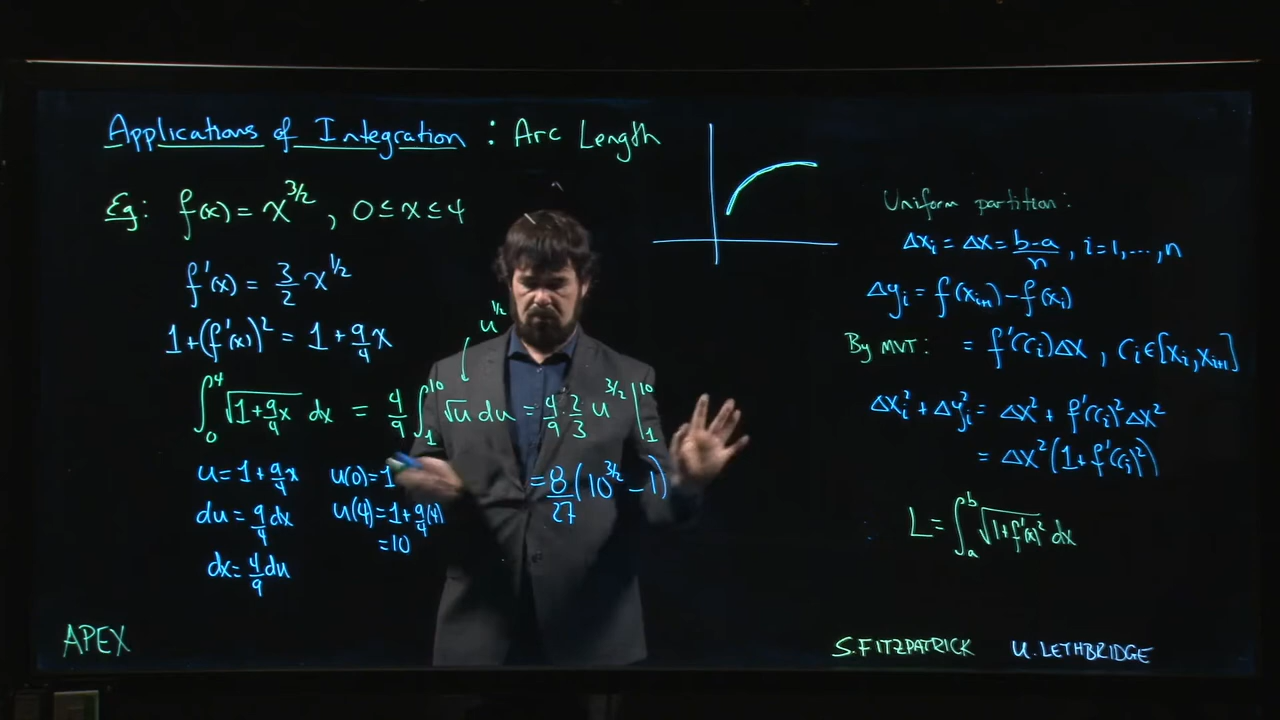 Applications of Integration : Arc Length
Eg: f(x) = x^{3/2}, 0 ≤ x ≤ 4
f'(x) = 3/2 x^{1/2}
1+(f'(x))^2 = 1 + 9/4 x
u^{1/2}
∫_0^4 √(1+9/4 x) dx = 4/9 ∫_1^10 √u du = 4/9 · 2/3 u^{3/2} |_1^10
u = 1 + 9/4 x
du = 9/4 dx
dx = 4/9 du
u(0) = 1
u(4) = 1 + 9/4 (4)
= 10
= 8/27 (10^{3/2} - 1)
Uniform partition:
Δx_i = Δx = b-a/n, i = 1, ..., n
Δy_i = f(x_{i+1}) - f(x_i)
By MVT: = f'(c_i)Δx, c_i ∈ [x_i, x_{i+1}]
Δx_i^2 + Δy_i^2 = Δx^2 + f'(c_i)^2 Δx^2
= Δx^2 (1 + f'(c_i)^2)
L = ∫_a^b √(1+f'(x)^2) dx
APEX
S. FITZPATRICK U. LETHBRIDGE